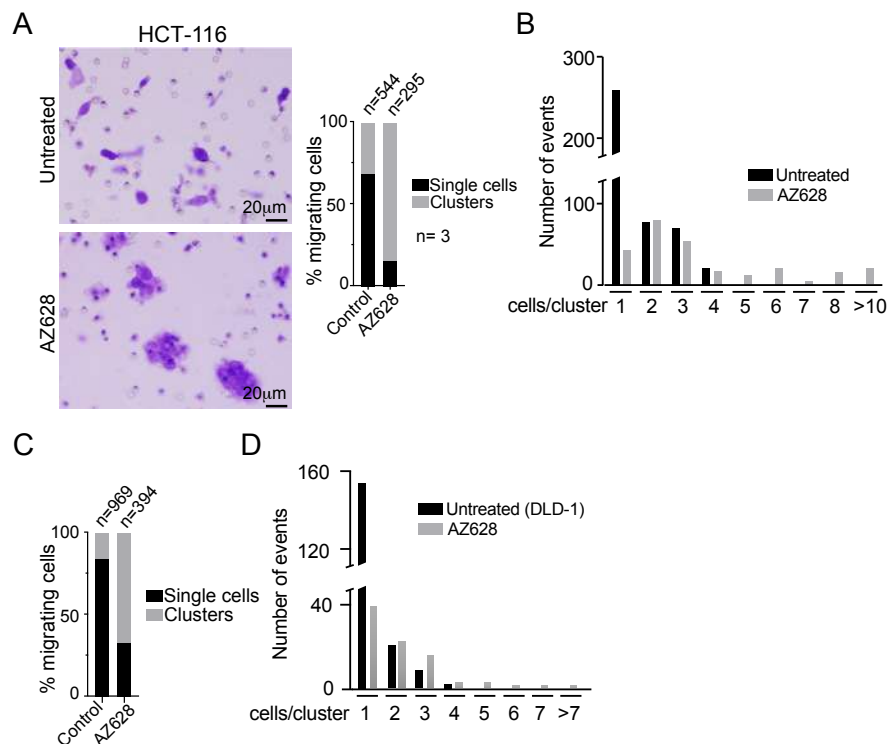 A
HCT-116
Untreated
20μm
AZ628
20μm
n=544
n=295
% migrating cells
100
50
0
Control
AZ628
Single cells
Clusters
n= 3
B
Number of events
300
200
100
0
Untreated
AZ628
cells/cluster 1 2 3 4 5 6 7 8 >10
C
n=969
n=394
% migrating cells
100
50
0
Control
AZ628
Single cells
Clusters
D
Number of events
160
120
40
0
Untreated (DLD-1)
AZ628
cells/cluster 1 2 3 4 5 6 7 >7